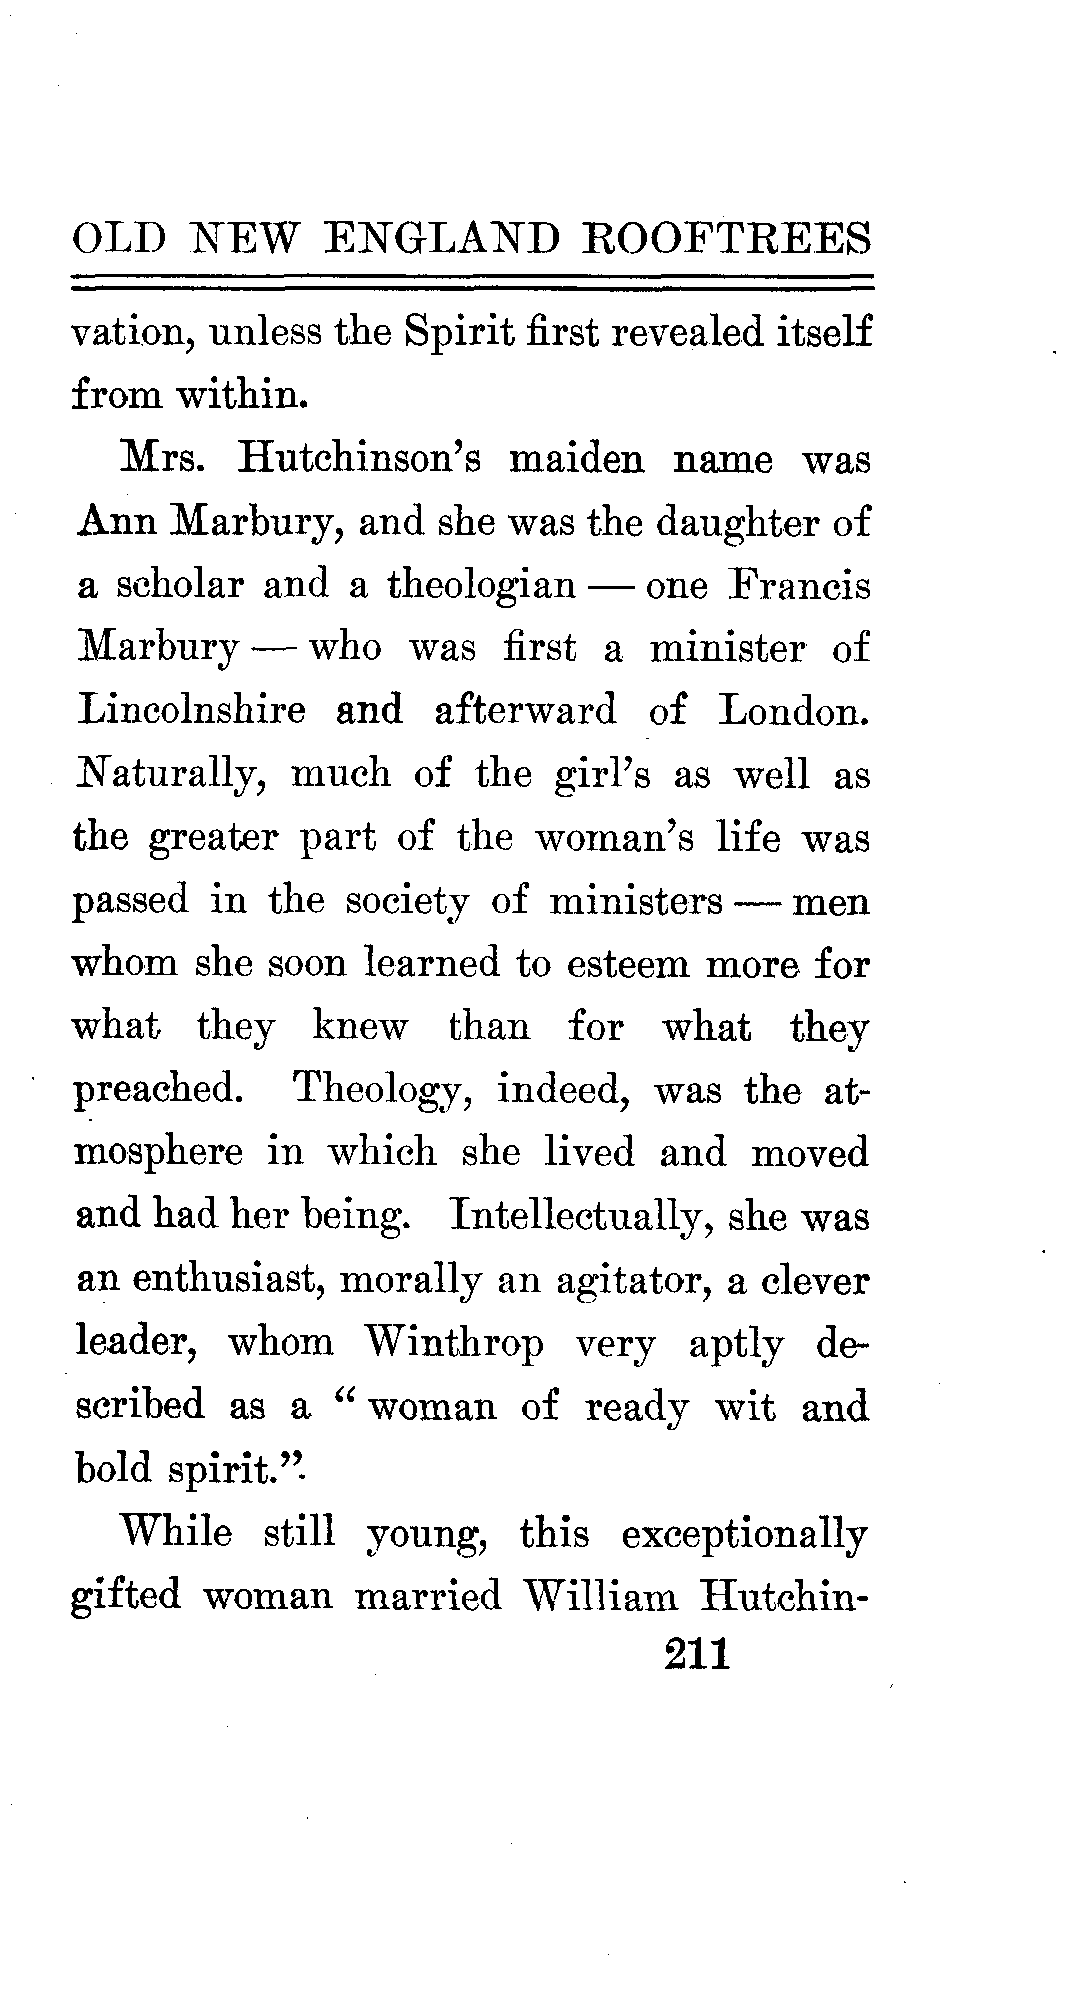 OLD NEW ENGLAND ROOFTREES
vation, unless the Spirit first revealed itself
from within.
Mrs. Hutchinson's maiden name was
Ann Marbury, and she was the daughter of
a scholar and a theologian — one Francis
Marbury — who was first a minister of
Lincolnshire and afterward of London.
Naturally, much of the girl's as well as
the greater part of the woman's life was
passed in the society of ministers — men
whom she soon learned to esteem more for
what they knew than for what they
preached. Theology, indeed, was the at-
mosphere in which she lived and moved
and had her being. Intellectually, she was
an enthusiast, morally an agitator, a clever
leader, whom Winthrop very aptly de-
scribed as a “ woman of ready wit and
bold spirit.”
While still young, this exceptionally
gifted woman married William Hutchin-
211